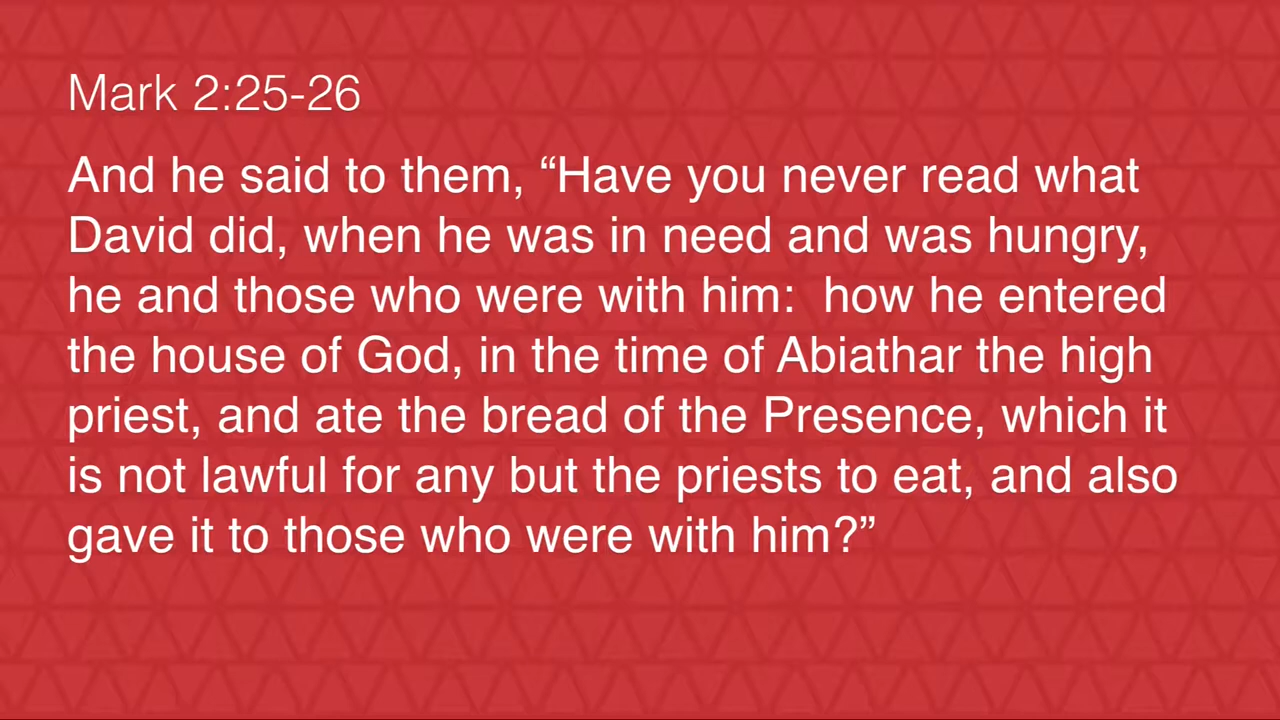 Mark 2:25-26
And he said to them, “Have you never read what
David did, when he was in need and was hungry,
he and those who were with him:  how he entered
the house of God, in the time of Abiathar the high
priest, and ate the bread of the Presence, which it
is not lawful for any but the priests to eat, and also
gave it to those who were with him?”